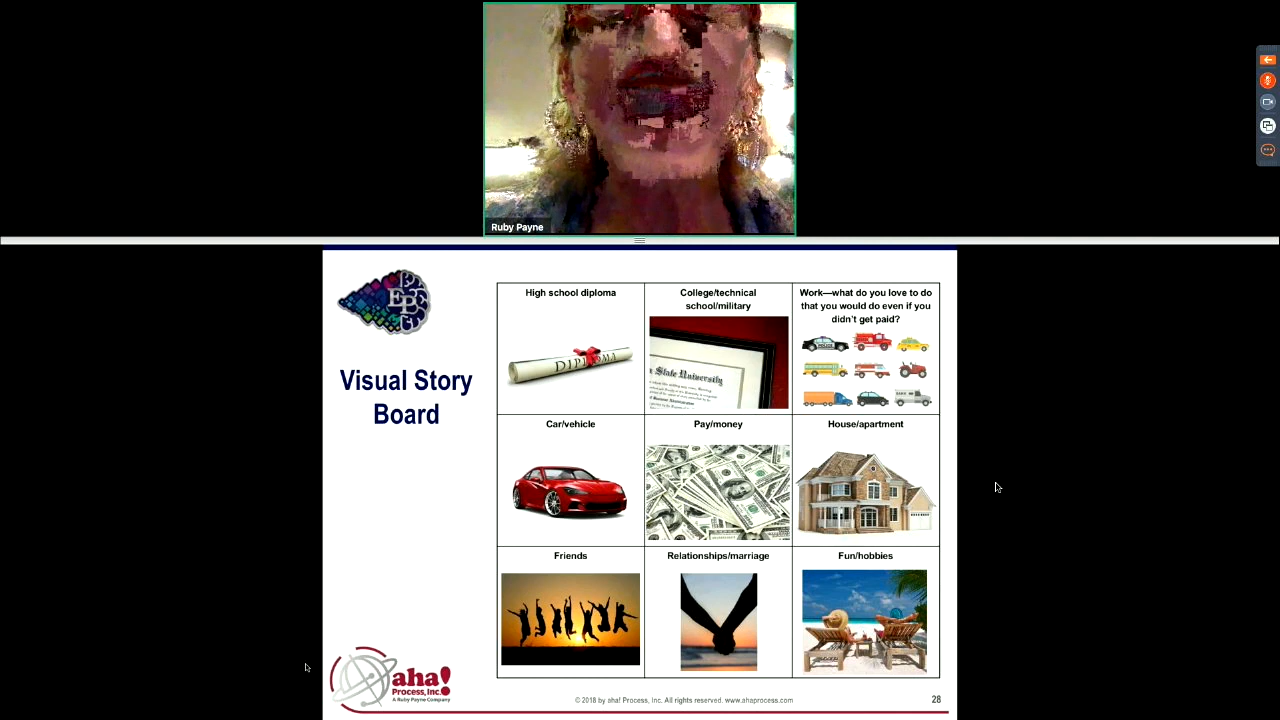 Ruby Payne
EP
Visual Story
Board
High school diploma
DIPLOMA
College/technical
school/military
State University
Work—what do you love to do
that you would do even if you
didn't get paid?
Car/vehicle
Pay/money
House/apartment
Friends
Relationships/marriage
Fun/hobbies
aha!
Process, Inc.
A Ruby Payne Company
© 2018 by aha! Process, Inc. All rights reserved. www.ahaprocess.com
28